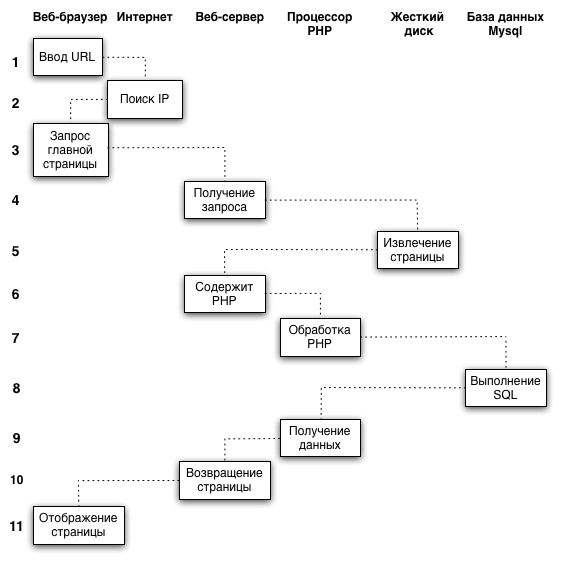 Веб-браузер Интернет Веб-сервер Процессор Жесткий База данных
PHP диск Mysql
1 Ввод URL
2 Поиск IP
3 Запрос
главной
страницы
4 Получение
запроса
5 Извлечение
страницы
6 Содержит
PHP
7 Обработка
PHP
8 Выполнение
SQL
9 Получение
данных
10 Возвращение
страницы
11 Отображение
страницы